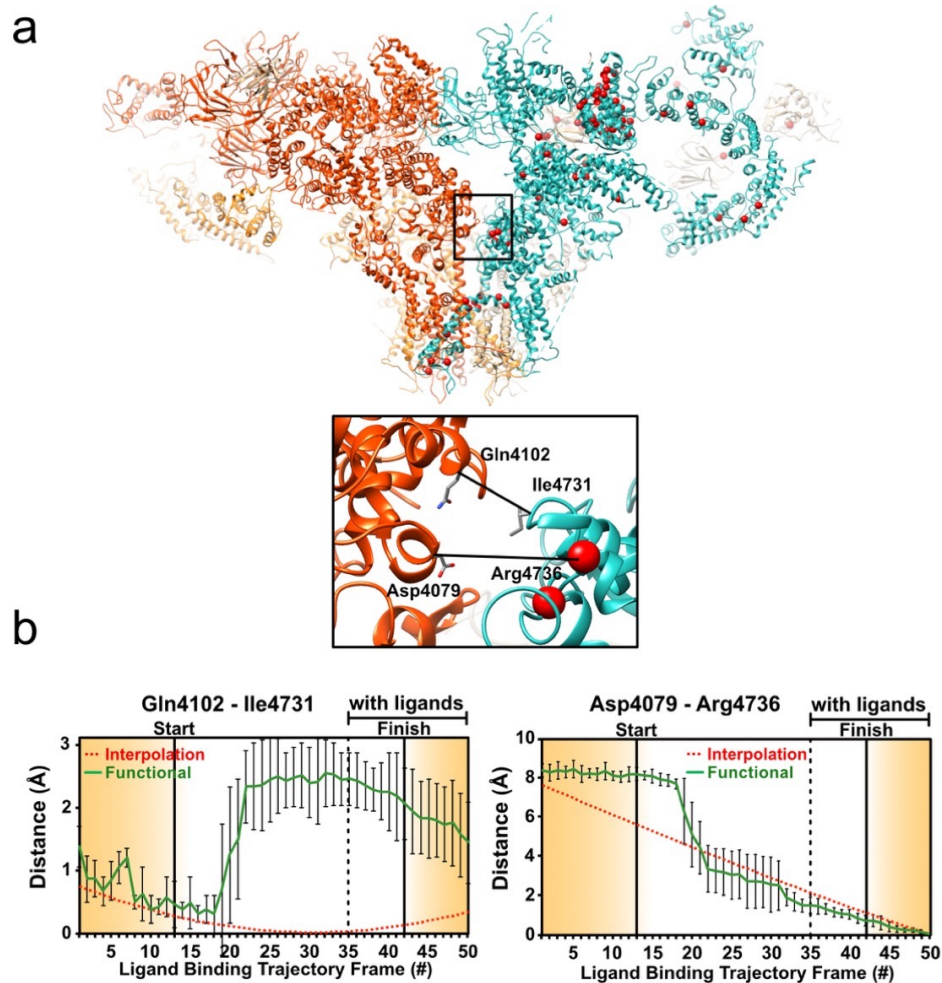 a
Gln4102
Ile4731
Arg4736
Asp4079
b
Gln4102 - Ile4731
with ligands
Start
Finish
Interpolation
Functional
Distance (Å)
3
2
1
0
5 10 15 20 25 30 35 40 45 50
Ligand Binding Trajectory Frame (#)
Asp4079 - Arg4736
with ligands
Start
Finish
Interpolation
Functional
Distance (Å)
10
8
6
4
2
0
5 10 15 20 25 30 35 40 45 50
Ligand Binding Trajectory Frame (#)